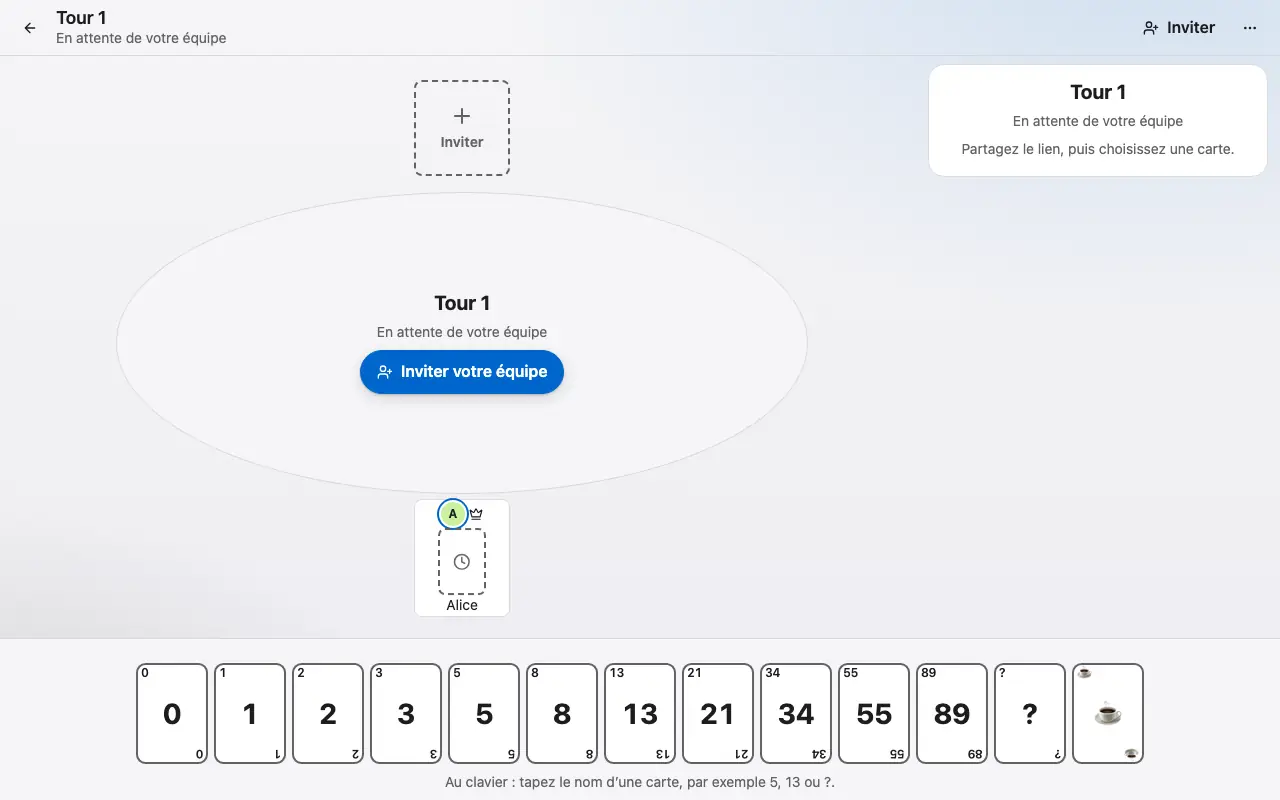 Tour 1
En attente de votre équipe
Inviter
Tour 1
En attente de votre équipe
Partagez le lien, puis choisissez une carte.
Inviter
Tour 1
En attente de votre équipe
Inviter votre équipe
A
Alice
0 1 2 3 5 8 13 21 34 55 89 ?
0 1 2 3 5 8 13 21 34 55 89 ?
0 1 2 3 5 8 13 21 34 55 89 ?
Au clavier : tapez le nom d’une carte, par exemple 5, 13 ou ?.